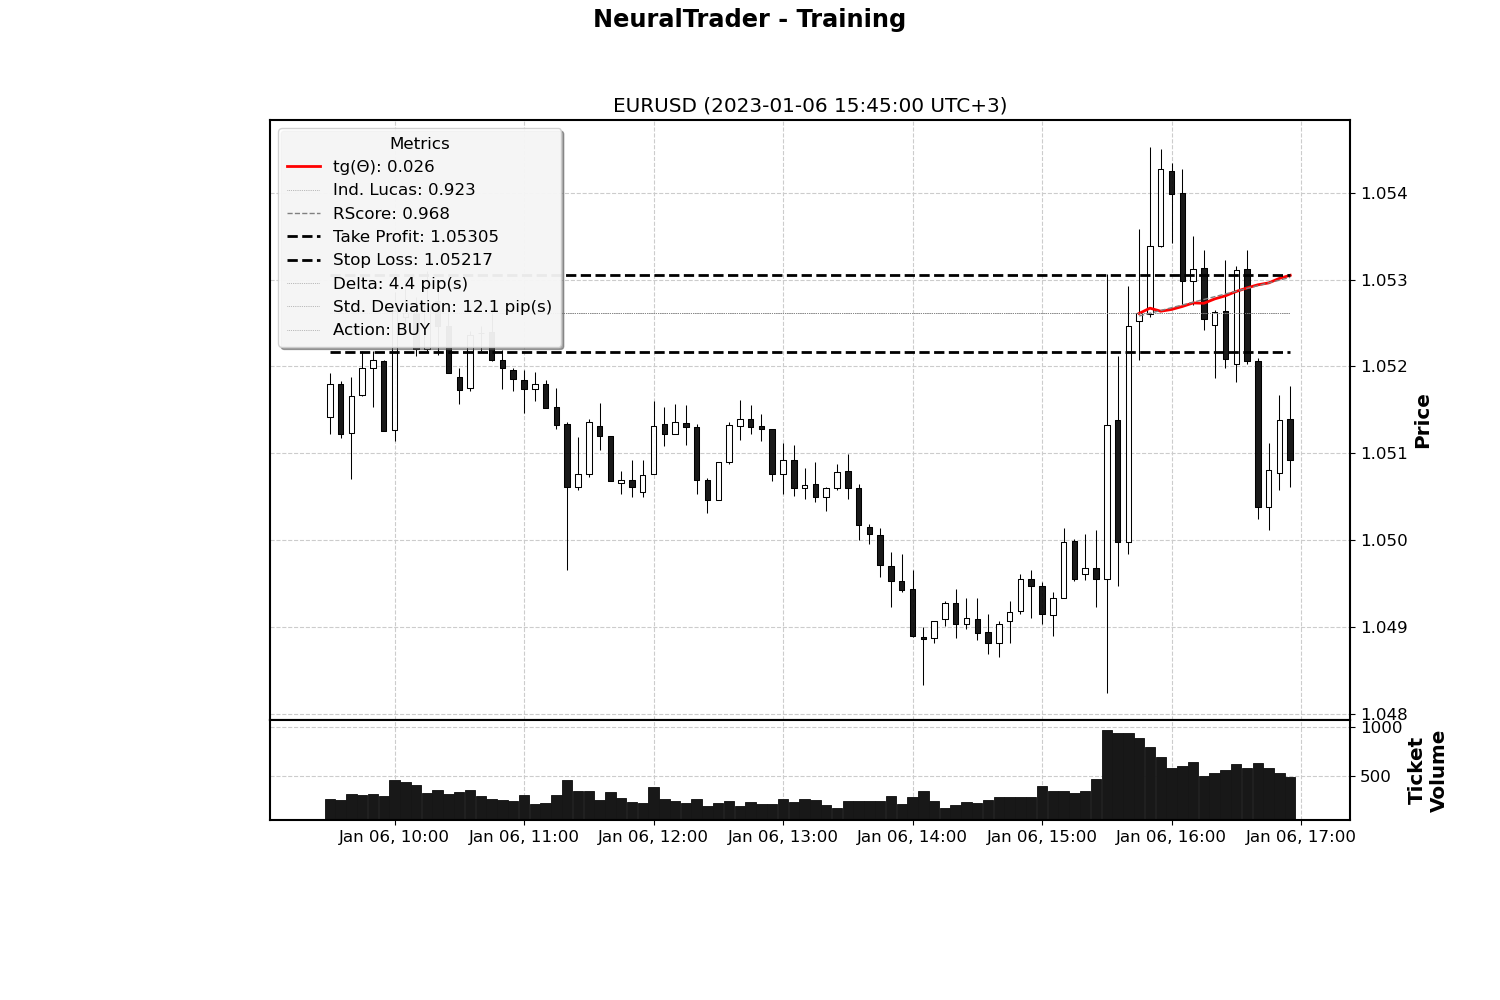 NeuralTrader - Training
EURUSD (2023-01-06 15:45:00 UTC+3)
Metrics
tg(Θ): 0.026
Ind. Lucas: 0.923
RScore: 0.968
Take Profit: 1.05305
Stop Loss: 1.05217
Delta: 4.4 pip(s)
Std. Deviation: 12.1 pip(s)
Action: BUY
1.054
1.053
1.052
1.051
1.050
1.049
1.048
Price
1000
500
Ticket
Volume
Jan 06, 10:00 Jan 06, 11:00 Jan 06, 12:00 Jan 06, 13:00 Jan 06, 14:00 Jan 06, 15:00 Jan 06, 16:00 Jan 06, 17:00